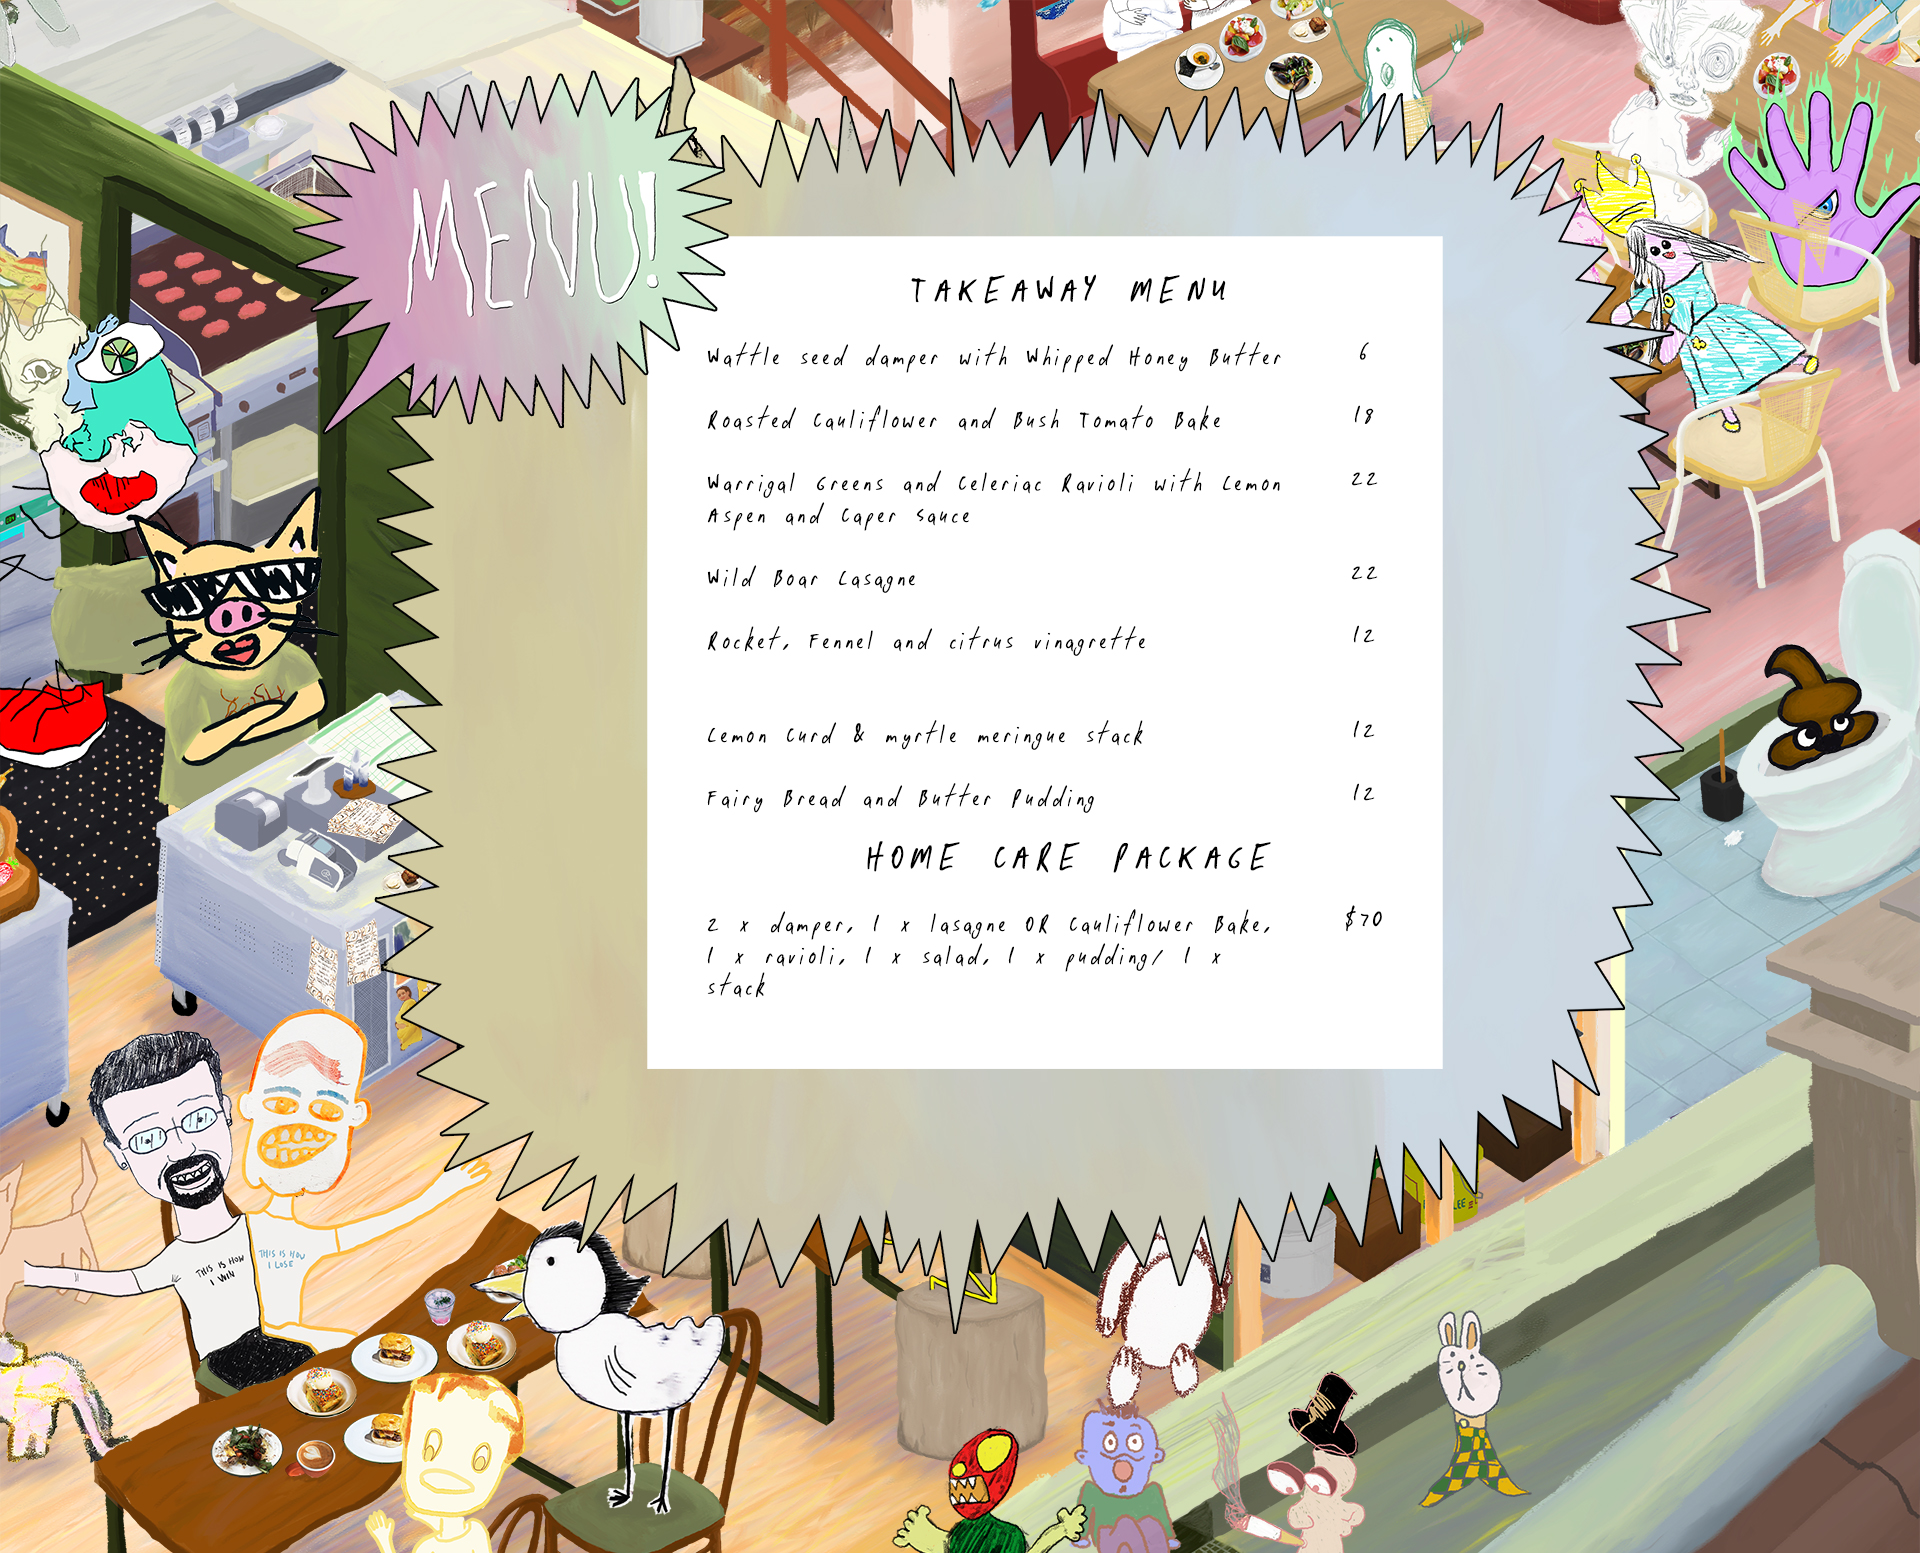 MENU!
TAKEAWAY MENU
Wattle seed damper with Whipped Honey Butter 6
Roasted Cauliflower and Bush Tomato Bake 18
Warrigal Greens and Celeriac Ravioli with Lemon 22
Aspen and Caper Sauce
Wild Boar Lasagne 22
Rocket, Fennel and citrus vinagrette 12
Lemon Curd & myrtle meringue stack 12
Fairy Bread and Butter Pudding 12
HOME CARE PACKAGE
2 x damper, 1 x lasagne OR Cauliflower Bake, $70
1 x ravioli, 1 x salad, 1 x pudding/ 1 x
stack
THIS IS HOW
I WIN
THIS IS HOW
I LOSE